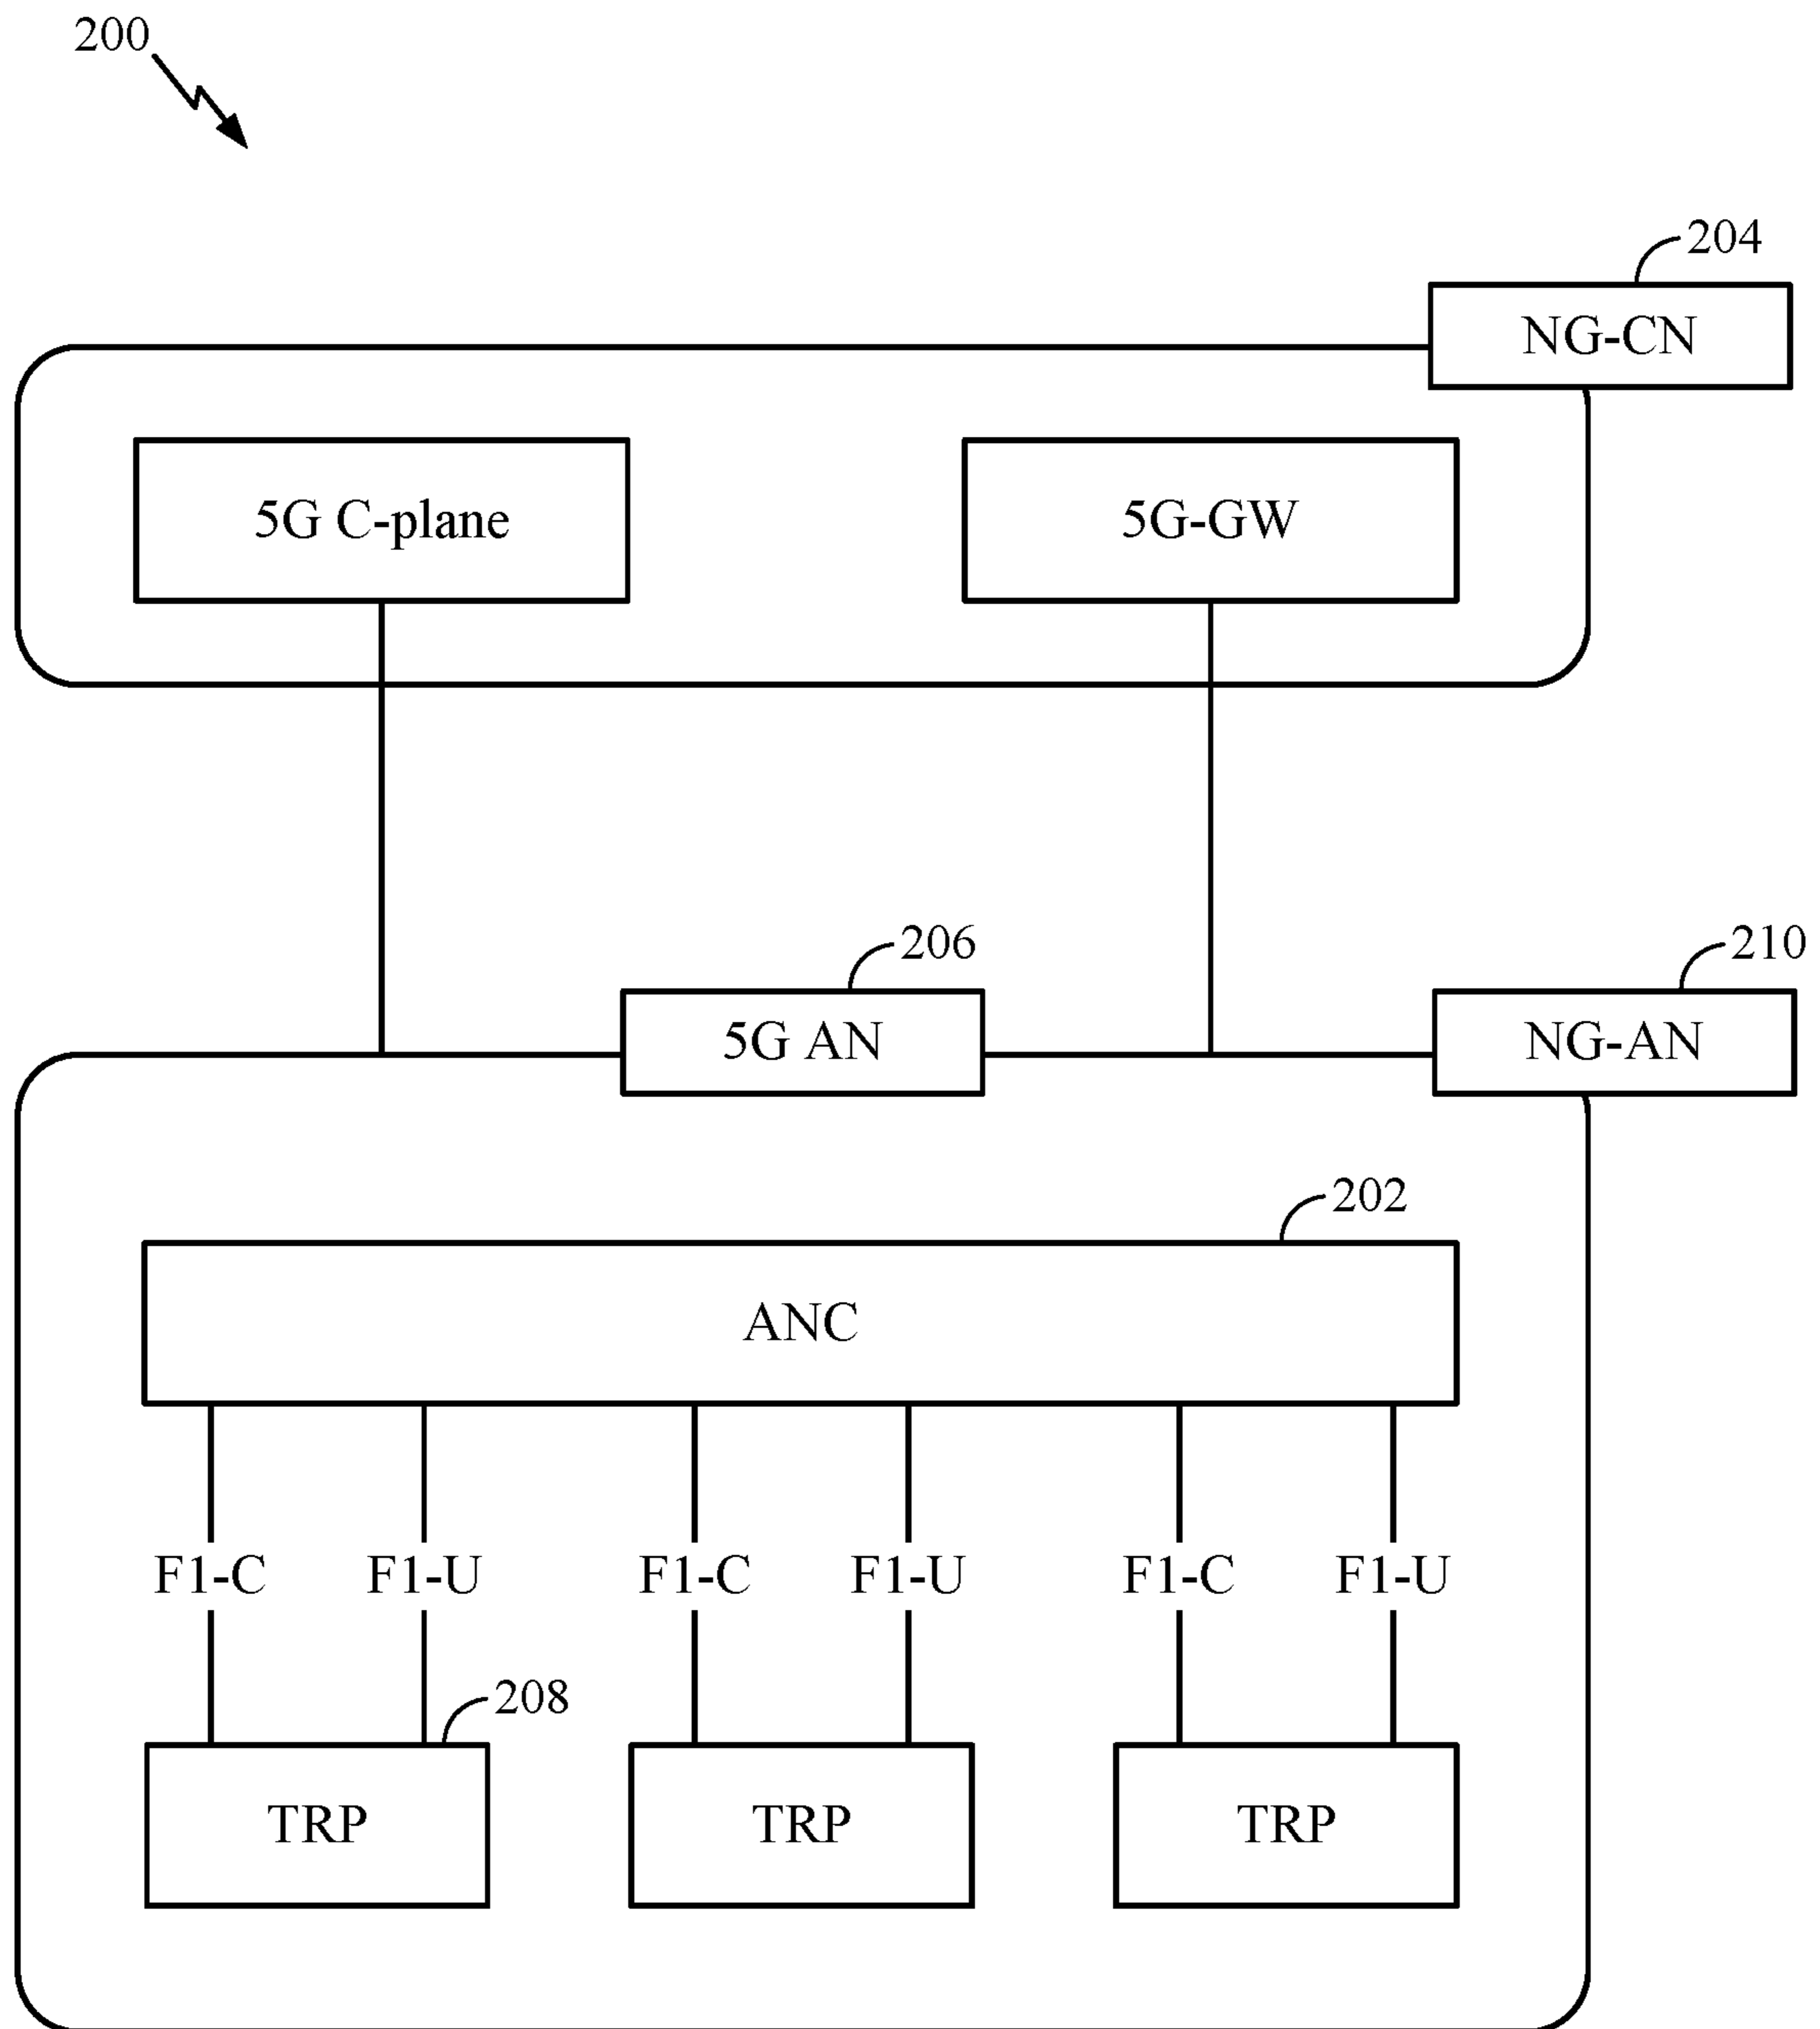 200
204
NG-CN
5G C-plane
5G-GW
206
210
5G AN
NG-AN
202
ANC
F1-C
F1-U
F1-C
F1-U
F1-C
F1-U
208
TRP
TRP
TRP